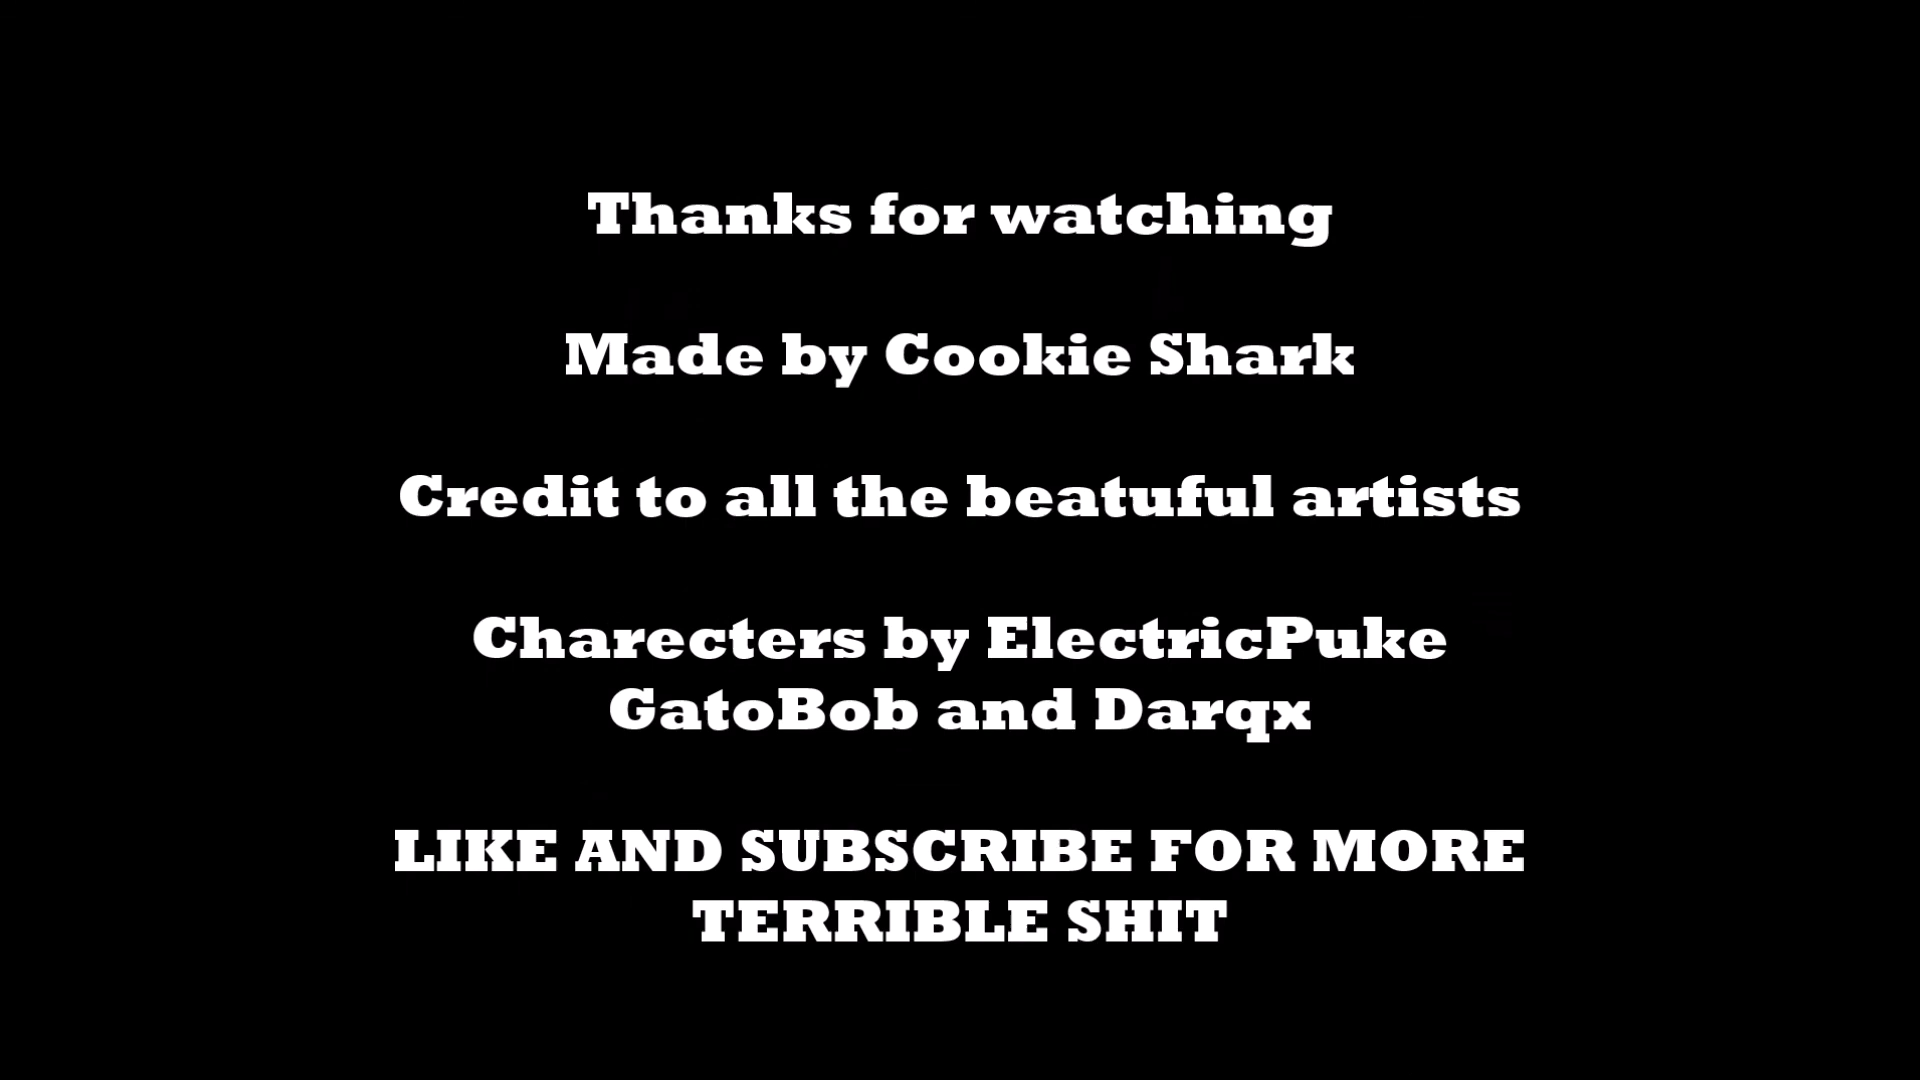 Thanks for watching
Made by Cookie Shark
Credit to all the beatuful artists
Charecters by ElectricPuke
GatoBob and Darqx
LIKE AND SUBSCRIBE FOR MORE
TERRIBLE SHIT